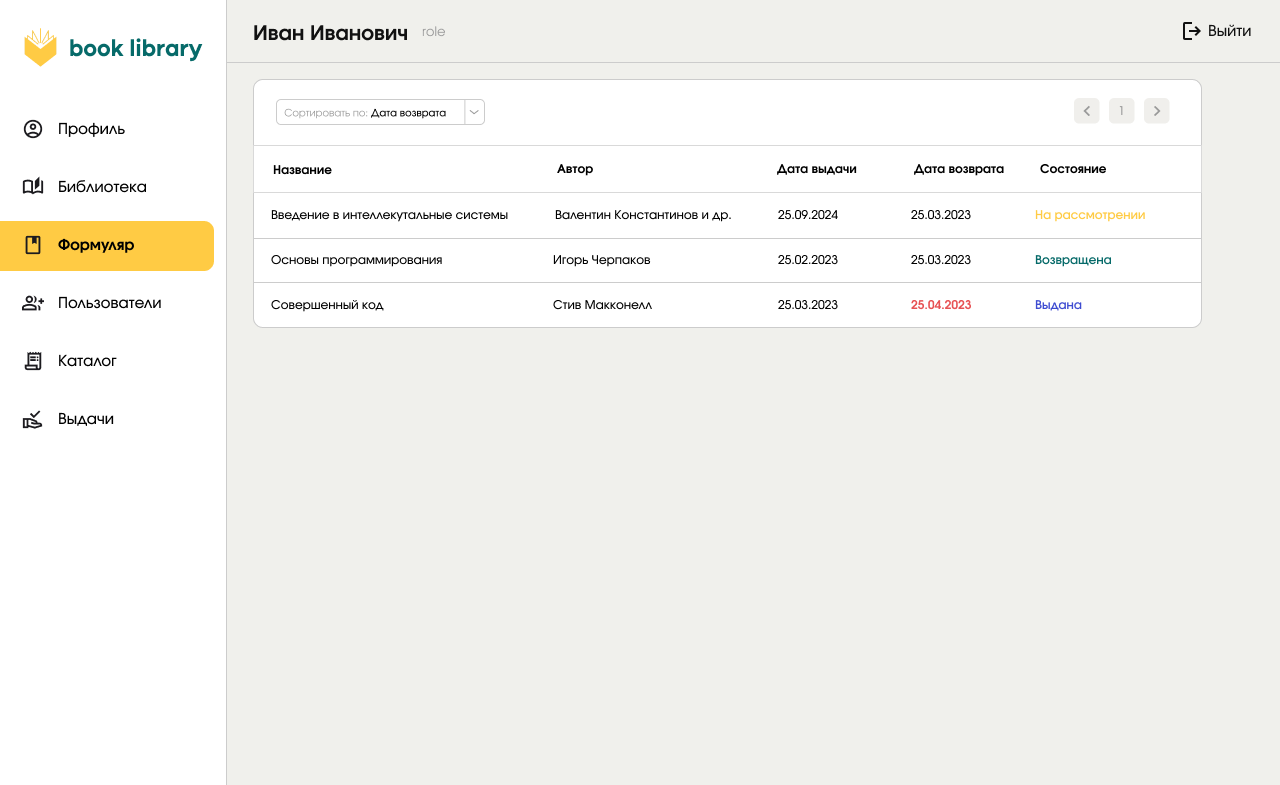 book library
Иван Иванович role
Выйти
Профиль
Библиотека
Формуляр
Пользователи
Каталог
Выдачи
Сортировать по: Дата возврата
1
Название Автор Дата выдачи Дата возврата Состояние
Введение в интеллекутальные системы Валентин Константинов и др. 25.09.2024 25.03.2023 На рассмотрении
Основы программирования Игорь Черпаков 25.02.2023 25.03.2023 Возвращена
Совершенный код Стив Макконелл 25.03.2023 25.04.2023 Выдана